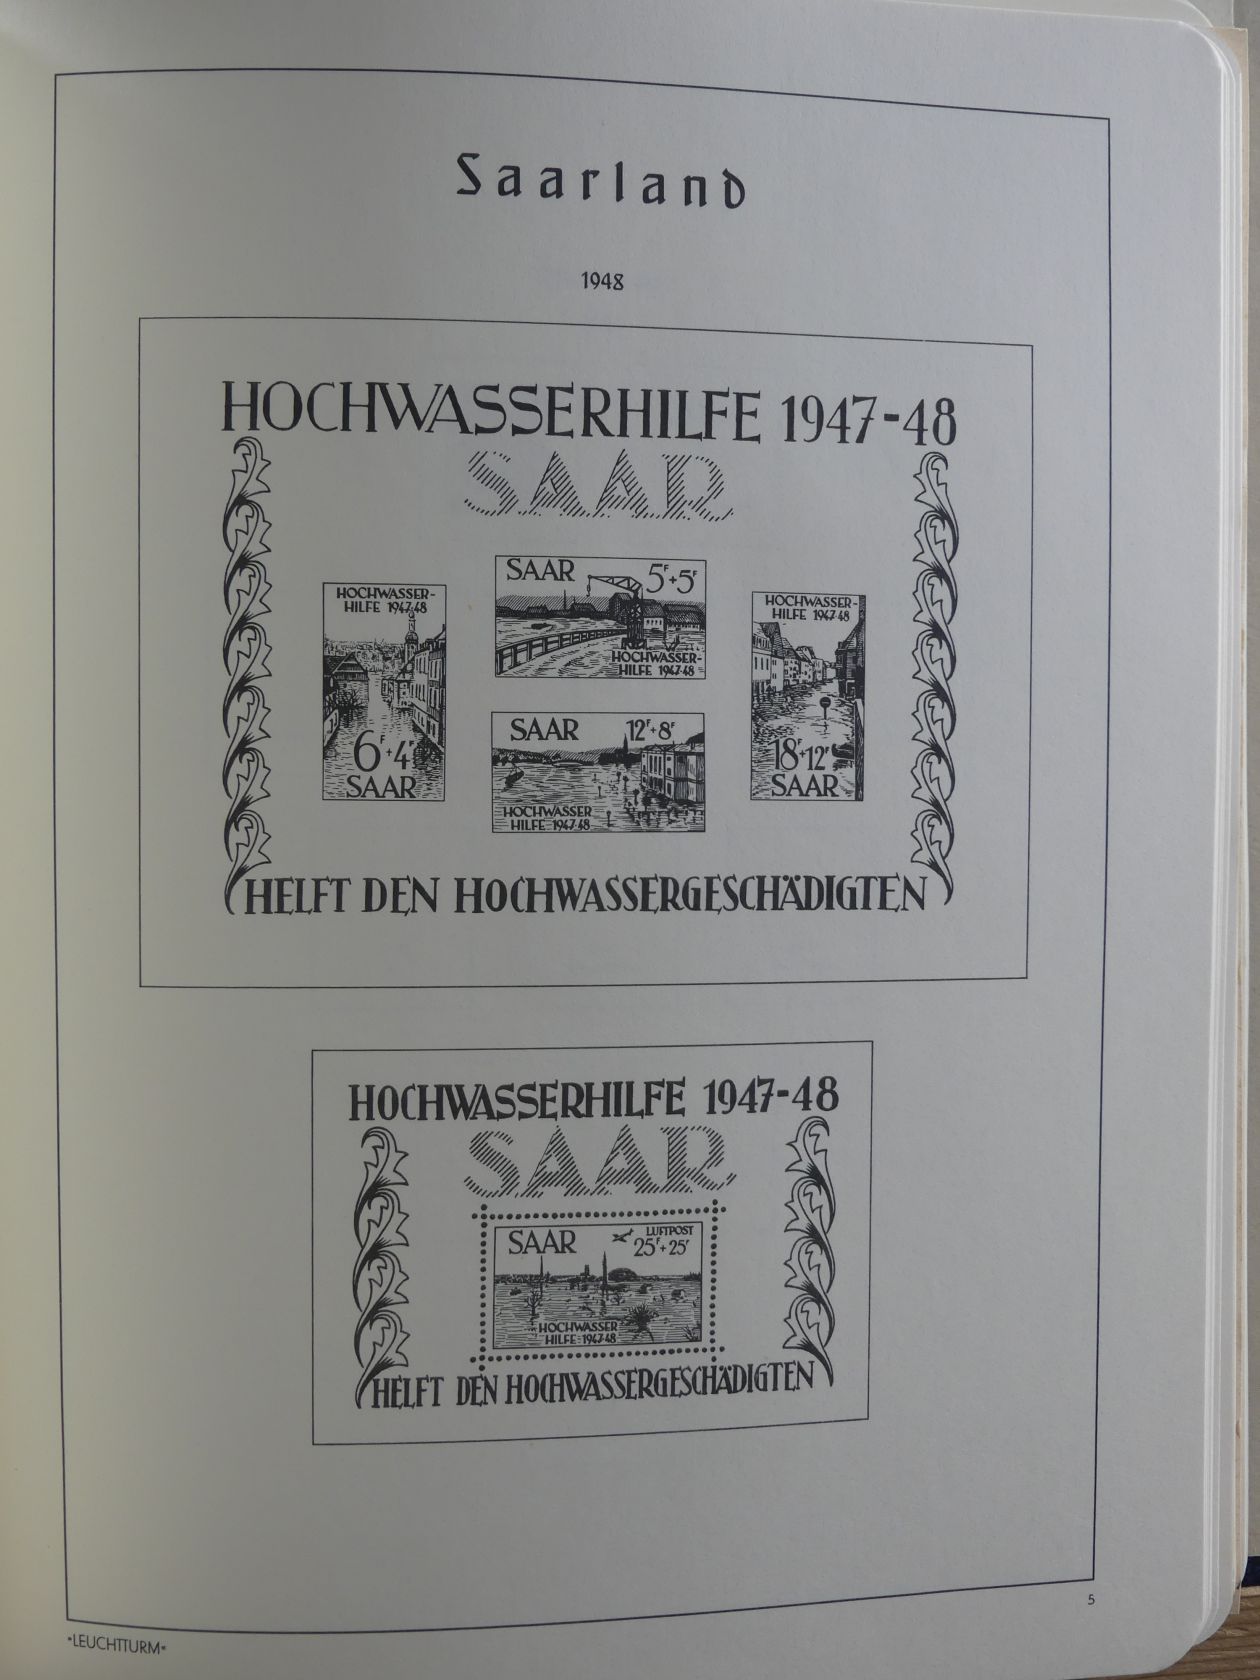 Saarland
1948
HOCHWASSERHILFE 1947-48
SAAR
HOCHWASSER-
HILFE 1947-48
6F+4F
SAAR
SAAR 5F+5F
HOCHWASSER-
HILFE 1947-48
SAAR 12F+8F
HOCHWASSER
HILFE-1947-48
HOCHWASSER-
HILFE 1947-48
18F+12F
SAAR
HELFT DEN HOCHWASSERGESCHÄDIGTEN
HOCHWASSERHILFE 1947-48
SAAR
LUFTPOST
SAAR 25F+25F
HOCHWASSER
HILFE-1947-48
HELFT DEN HOCHWASSERGESCHÄDIGTEN
5
•LEUCHTTURM•